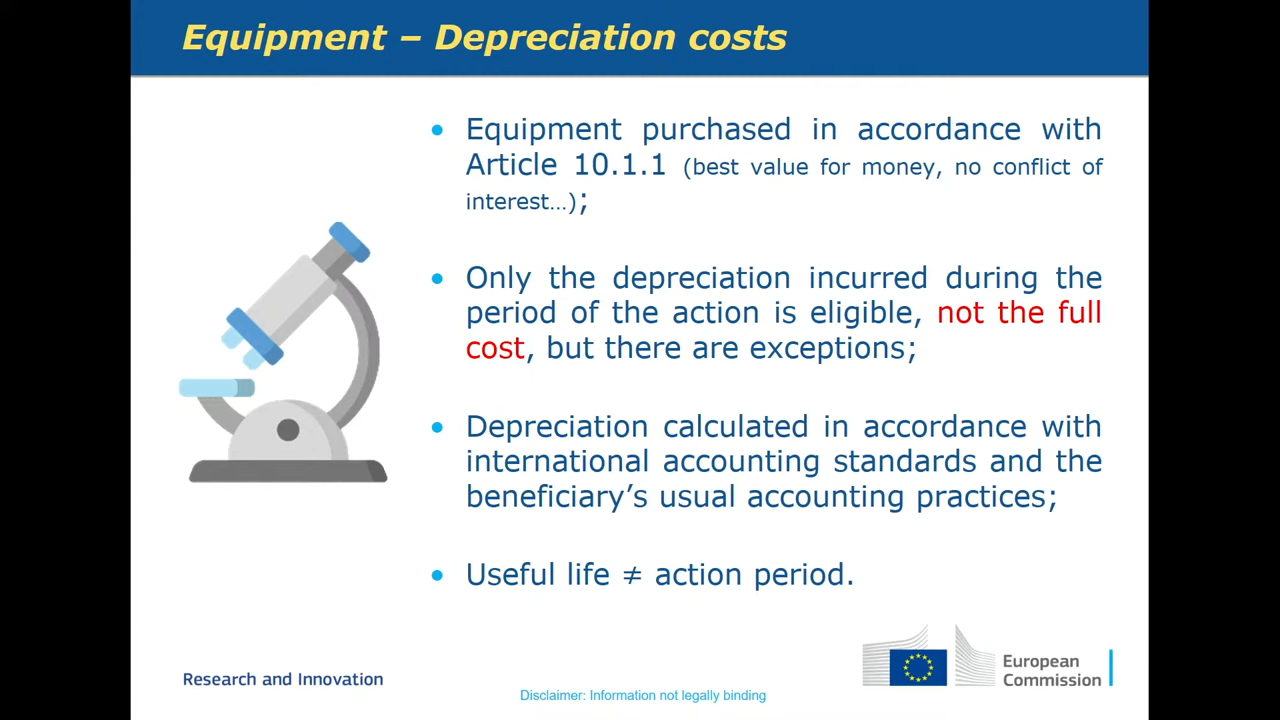 Equipment – Depreciation costs
• Equipment purchased in accordance with
Article 10.1.1 (best value for money, no conflict of
interest…);
• Only the depreciation incurred during the
period of the action is eligible, not the full
cost, but there are exceptions;
• Depreciation calculated in accordance with
international accounting standards and the
beneficiary’s usual accounting practices;
• Useful life ≠ action period.
Research and Innovation
European
Commission
Disclaimer: Information not legally binding